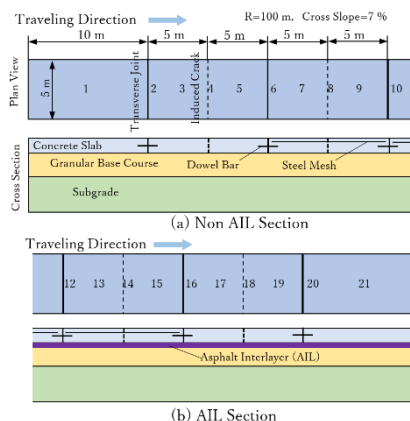 Traveling Direction
R=100 m, Cross Slope=7 %
10 m 5 m 5 m 5 m 5 m
Plan View
5 m
1 Transverse Joint 2 3 Induced Crack 4 5 6 7 8 9 10
Cross Section
Concrete Slab
Granular Base Course Dowel Bar Steel Mesh
Subgrade
(a) Non AIL Section
Traveling Direction
12 13 14 15 16 17 18 19 20 21
Asphalt Interlayer (AIL)
(b) AIL Section